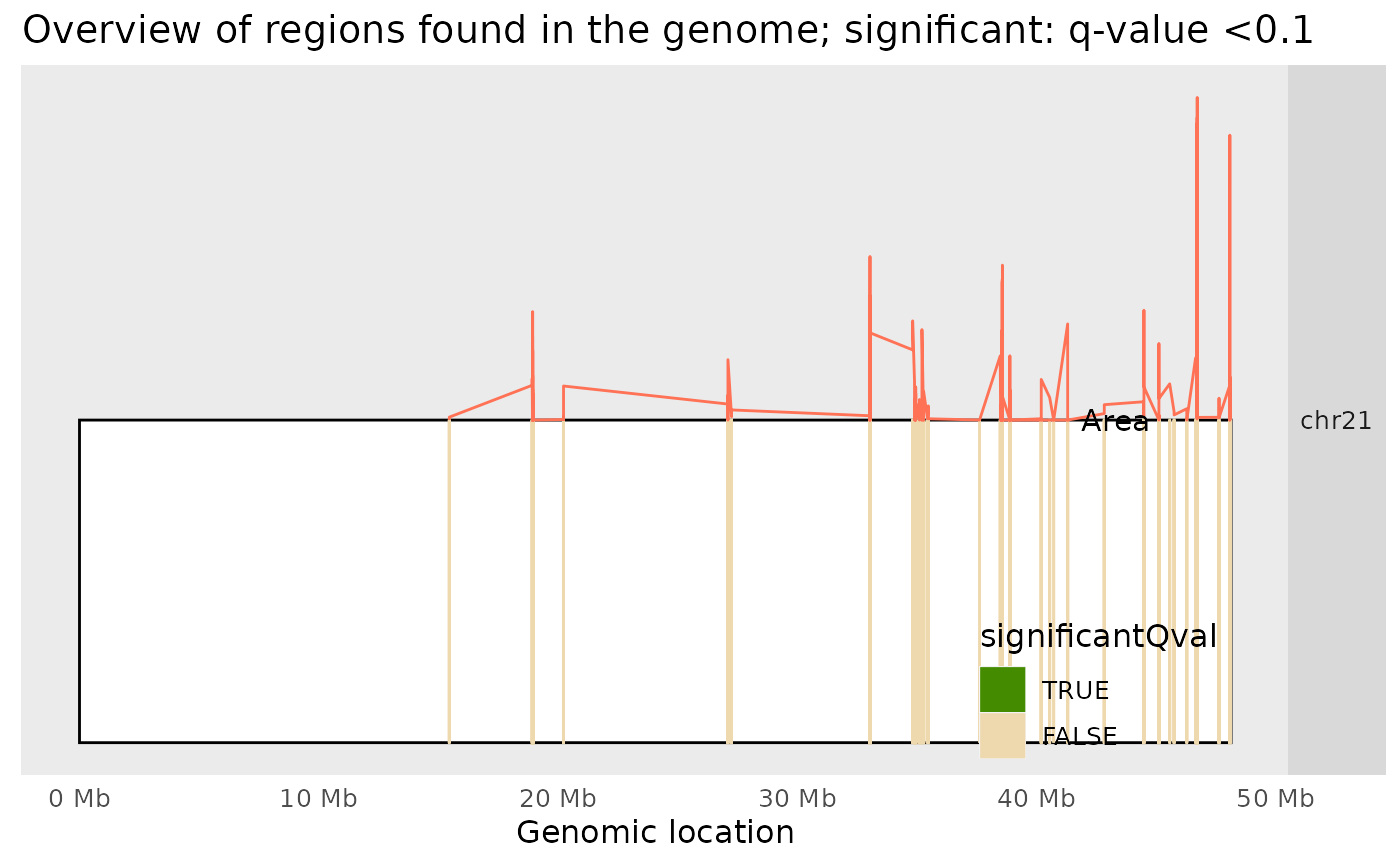 Overview of regions found in the genome; significant: q-value <0.1
chr21
Area
significantQval
TRUE
FALSE
0 Mb 10 Mb 20 Mb 30 Mb 40 Mb 50 Mb
Genomic location